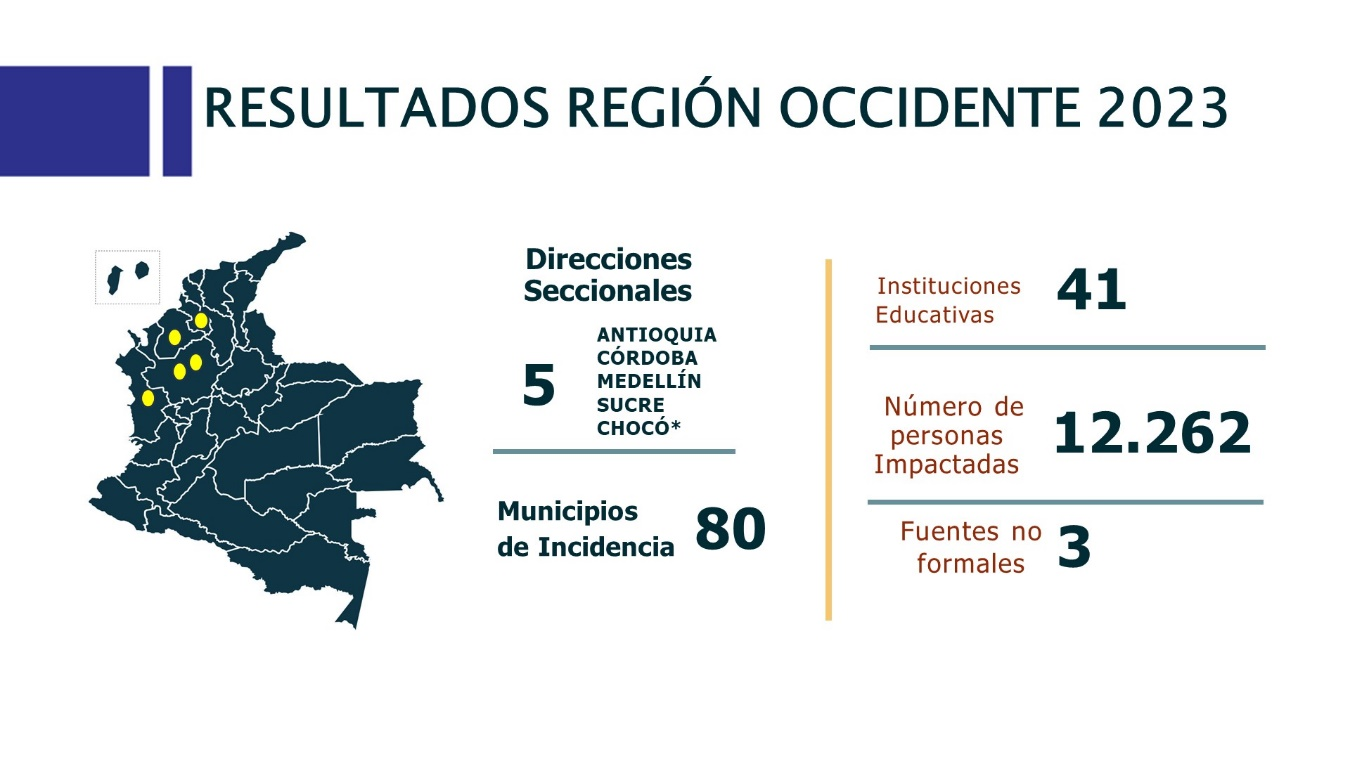 RESULTADOS REGIÓN OCCIDENTE 2023
Direcciones
Seccionales
5
ANTIOQUIA
CÓRDOBA
MEDELLÍN
SUCRE
CHOCÓ*
Municipios
de Incidencia
80
Instituciones
Educativas
41
Número de
personas
Impactadas
12.262
Fuentes no
formales
3